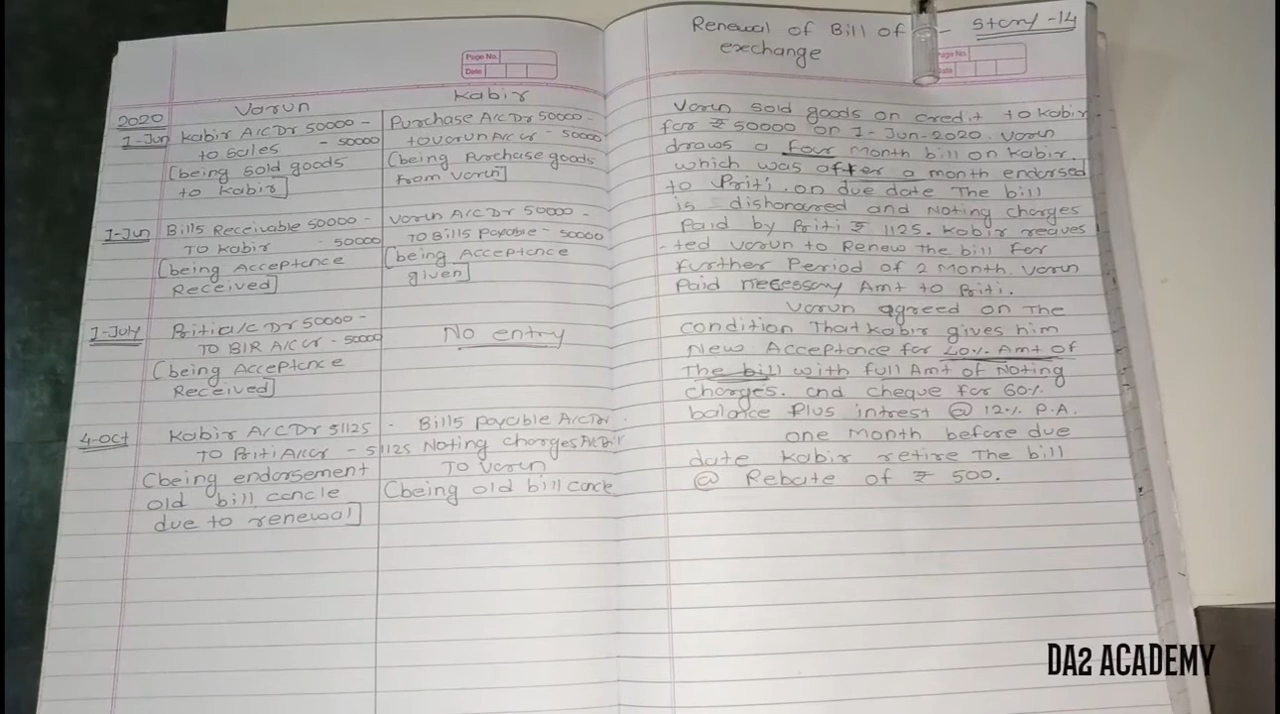 Page No.
Date
Varun
Kabir
2020
1-Jun Kabir A/C Dr 50000 -
to sales - 50000
[being sold goods
to Kabir]
Purchase A/C Dr 50000 -
to Varun A/c Cr - 50000
[being Purchase goods
from Varun]
1-Jun Bills Receivable 50000 -
TO Kabir - 50000
[being Acceptence
Received]
Varun A/C Dr 50000 -
TO Bills Payable - 50000
[being Acceptence
given]
1-July Priti a/c Dr 50000 -
TO B/R A/C Cr - 50000
[being Acceptence
Received]
No entry
4-Oct Kabir A/C Dr 51125 -
TO Priti A/c Cr - 51125
[being endorsement
old bill cancle
due to renewal]
Bills payable A/c Dr
Noting charges A/c Dr
TO Varun
[being old bill cancle
Renewal of Bill of - Story -14
exechange
Page No.
Date
Varun sold goods on credit to Kabir
for ₹ 50000 on 1-Jun-2020. Varun
draws a four month bill on Kabir.
which was after a month endorsed
to Priti. on due date The bill
is dishonared and Noting charges
Paid by Priti ₹ 1125. Kabir reques
-ted Varun to Renew The bill for
further Period of 2 Month. Varun
Paid necessary Amt to Priti.
Varun agreed on The
condition That Kabir gives him
New Acceptance for 40% Amt of
The bill with full Amt of Noting
charges. and cheque for 60%
balance Plus intrest @ 12% P.A.
one month before due
date Kabir retire The bill
@ Rebate of ₹ 500.
DA2 ACADEMY